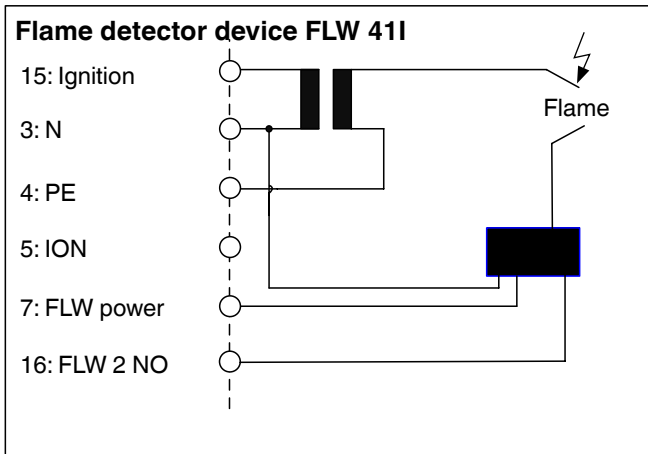 Flame detector device FLW 41I
15: Ignition
Flame
3: N
4: PE
5: ION
7: FLW power
16: FLW 2 NO